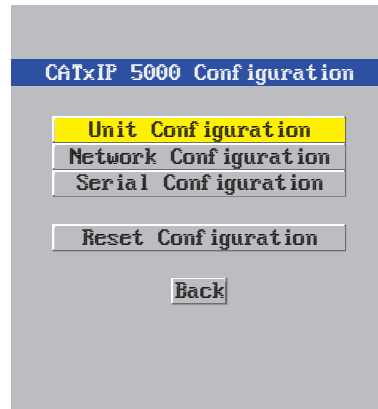 CATxIP 5000 Configuration
Unit Configuration
Network Configuration
Serial Configuration
Reset Configuration
Back